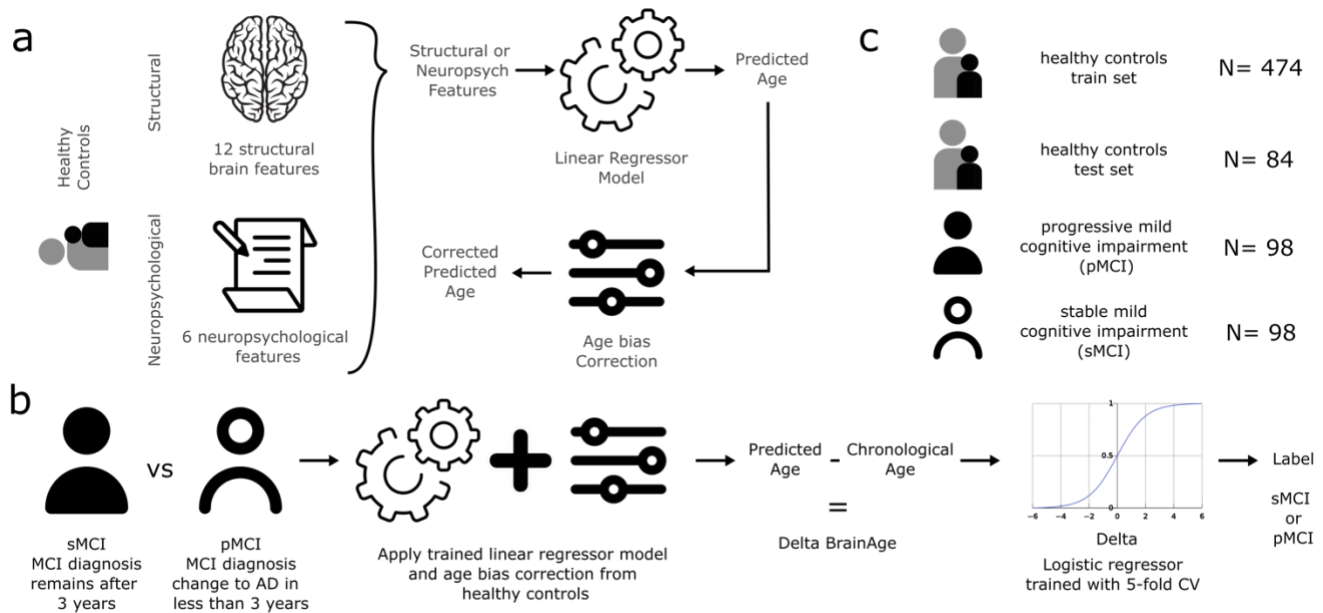 a
Healthy
Controls
Structural
12 structural
brain features
Neuropsychological
6 neuropsychological
features
Structural or
Neuropsych
Features
Linear Regressor
Model
Predicted
Age
Age bias
Correction
Corrected
Predicted
Age
c
healthy controls
train set
N= 474
healthy controls
test set
N= 84
progressive mild
cognitive impairment
(pMCI)
N= 98
stable mild
cognitive impairment
(sMCI)
N= 98
b
vs
sMCI
MCI diagnosis
remains after
3 years
pMCI
MCI diagnosis
change to AD in
less than 3 years
Apply trained linear regressor model
and age bias correction from
healthy controls
Predicted
Age
-
Chronological
Age
=
Delta BrainAge
1
0.5
0
−6 −4 −2 0 2 4 6
Delta
Logistic regressor
trained with 5-fold CV
Label
sMCI
or
pMCI